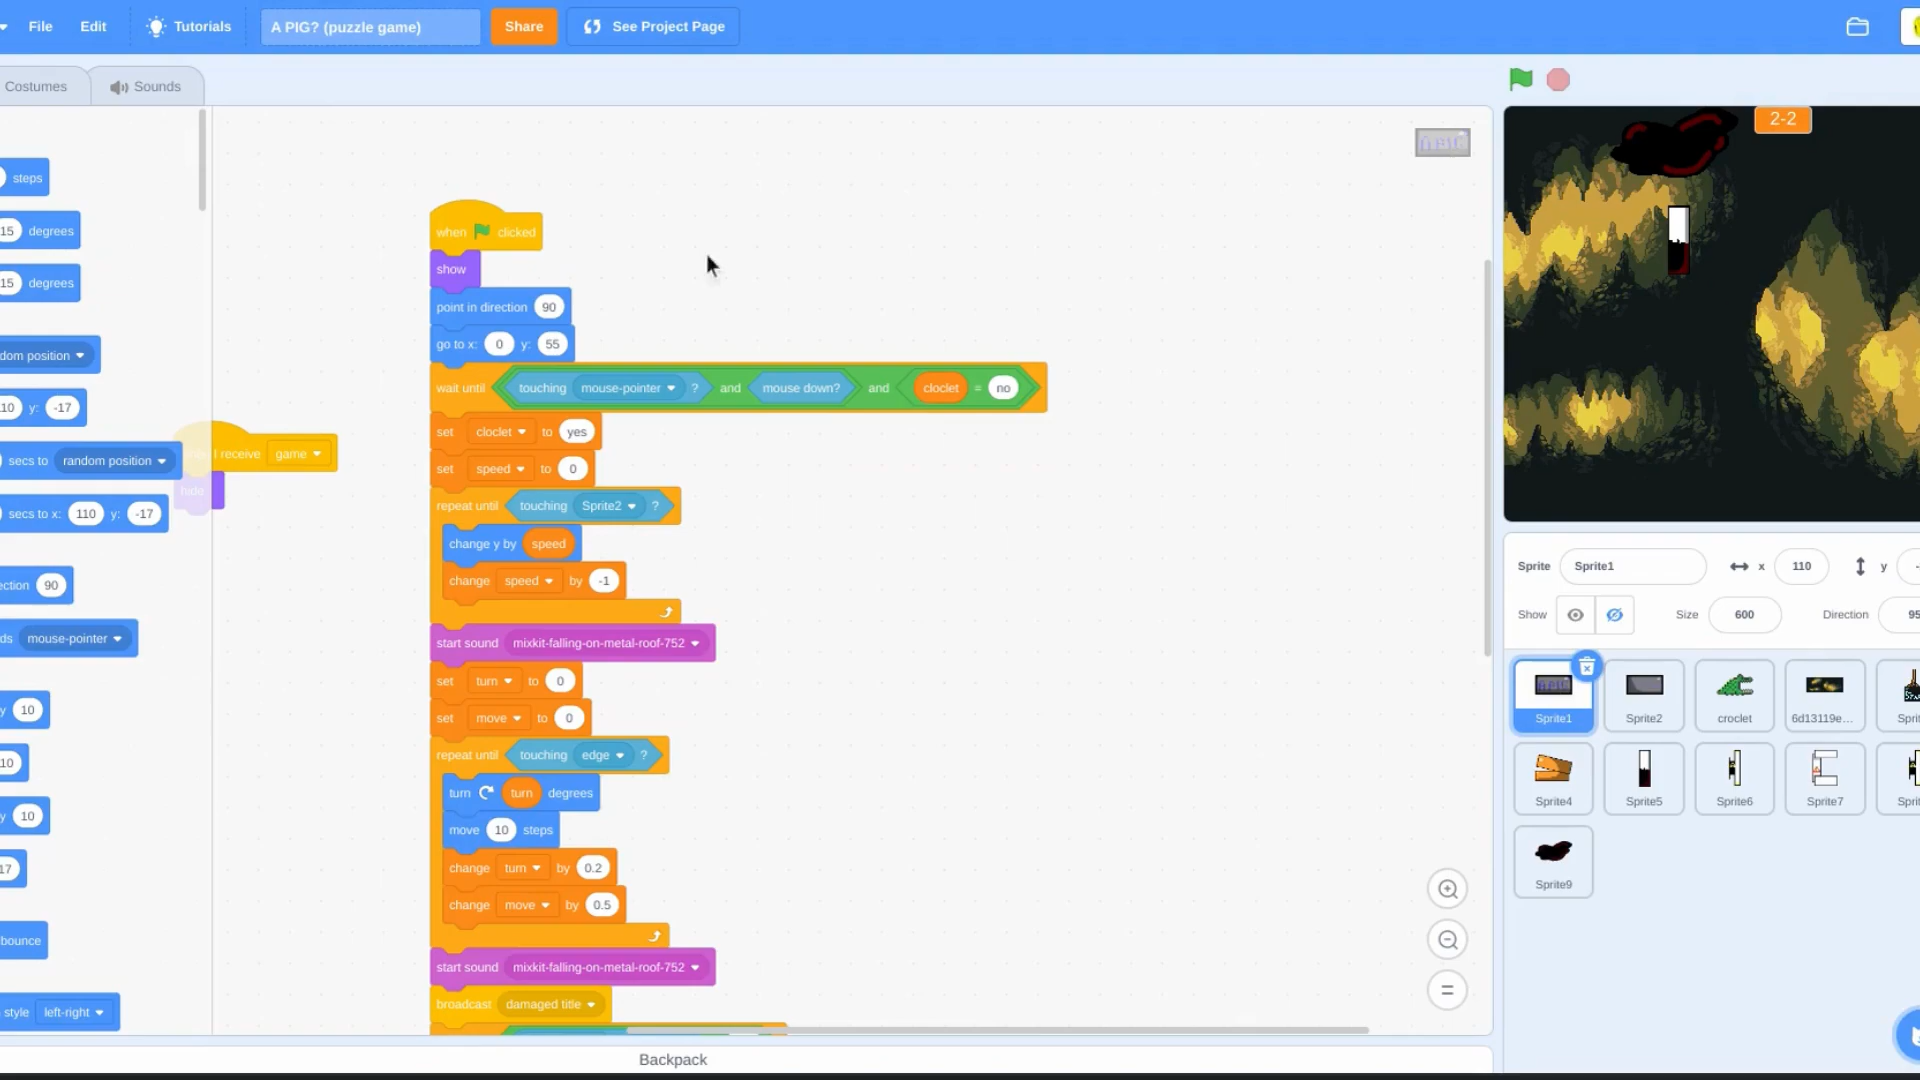 File Edit Tutorials A PIG? (puzzle game) Share See Project Page
Costumes Sounds
2-2
steps
15 degrees
15 degrees
dom position
10 y: -17
secs to random position
secs to x: 110 y: -17
ection 90
ds mouse-pointer
y 10
10
y 10
17
bounce
style left-right
I receive game
hide
when clicked
show
point in direction 90
go to x: 0 y: 55
wait until touching mouse-pointer ? and mouse down? and cloclet = no
set cloclet to yes
set speed to 0
repeat until touching Sprite2 ?
change y by speed
change speed by -1
start sound mixkit-falling-on-metal-roof-752
set turn to 0
set move to 0
repeat until touching edge ?
turn turn degrees
move 10 steps
change turn by 0.2
change move by 0.5
start sound mixkit-falling-on-metal-roof-752
broadcast damaged title
Backpack
Sprite Sprite1 x 110 y
Show Size 600 Direction 95
Sprite1 Sprite2 croclet 6d13119e... Sprit
Sprite4 Sprite5 Sprite6 Sprite7 Sprit
Sprite9